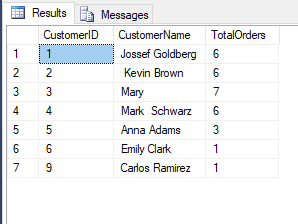 Results Messages
CustomerID CustomerName TotalOrders
1 1 Jossef Goldberg 6
2 2 Kevin Brown 6
3 3 Mary 7
4 4 Mark Schwarz 6
5 5 Anna Adams 3
6 6 Emily Clark 1
7 9 Carlos Ramirez 1